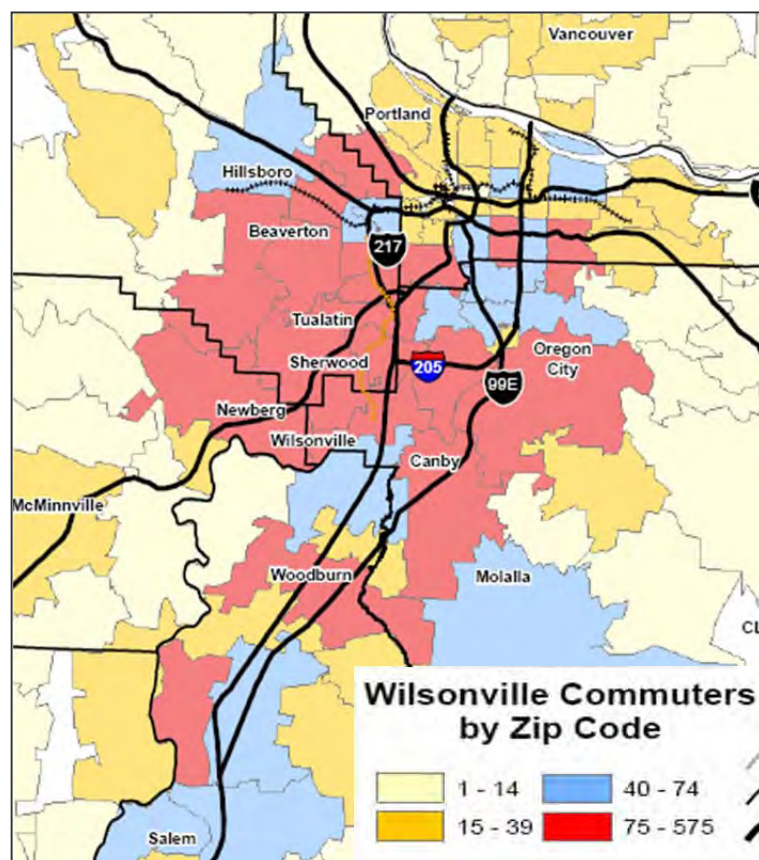 Vancouver
Portland
Hillsboro
Beaverton
217
Tualatin
Sherwood
205
Oregon
City
99E
Newberg
Wilsonville
Canby
McMinnville
Woodburn
Molalla
CL
Salem
Wilsonville Commuters
by Zip Code
1 - 14
40 - 74
15 - 39
75 - 575